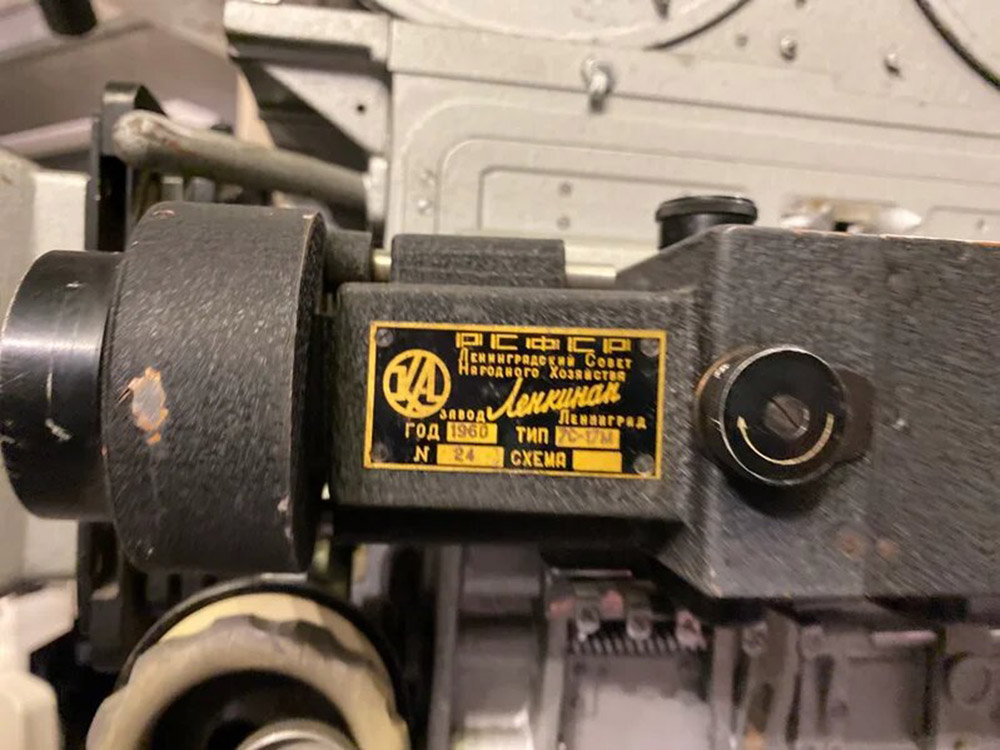 РСФСР
Ленинградский Совет
Народного Хозяйства
завод Ленкинап
Ленинград
ГОД 1960 ТИП 7С-17М
N 24 СХЕМА